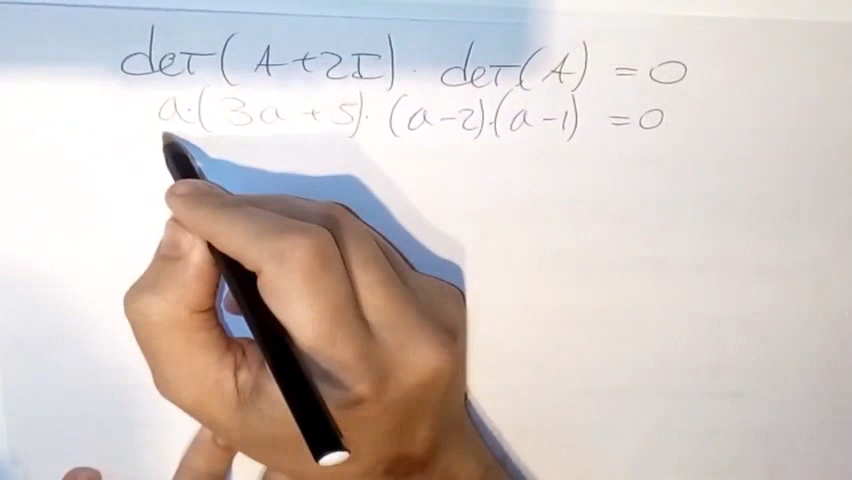 det(A+2I)·det(A) = 0
a·(3a+5)·(a-2)·(a-1) = 0